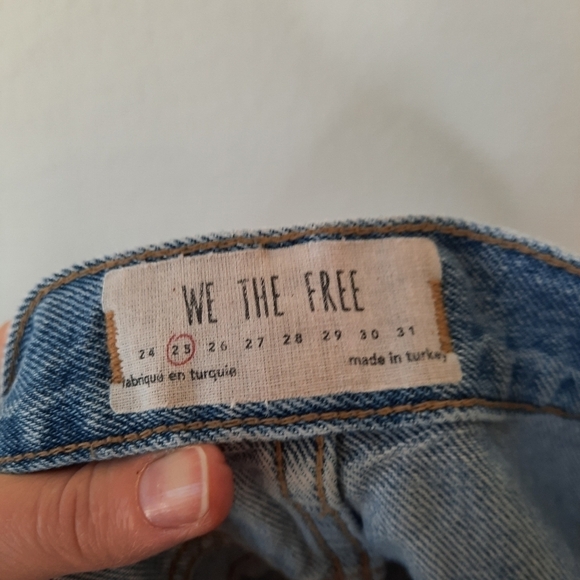 WE THE FREE
24 25 26 27 28 29 30 31
fabriqué en turquie made in turkey